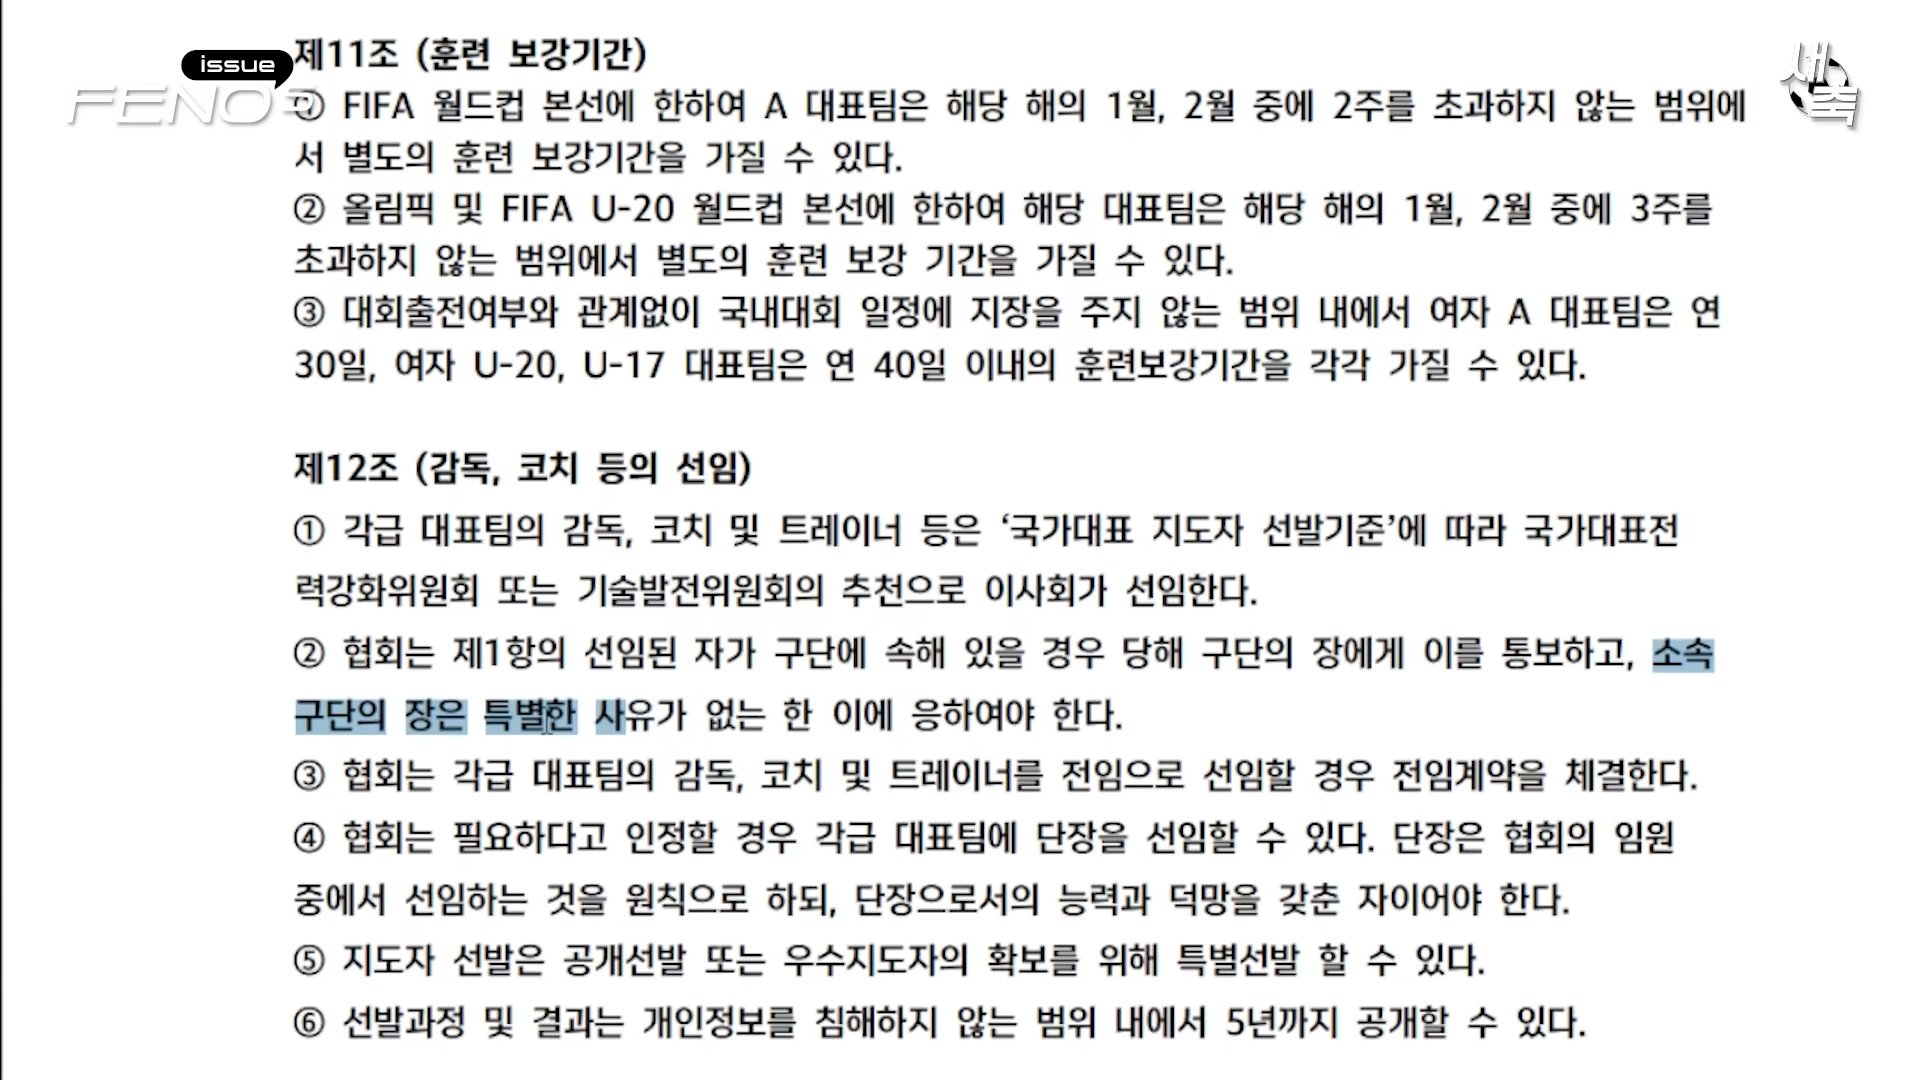 issue
제11조 (훈련 보강기간)
① FIFA 월드컵 본선에 한하여 A 대표팀은 해당 해의 1월, 2월 중에 2주를 초과하지 않는 범위에
서 별도의 훈련 보강기간을 가질 수 있다.
② 올림픽 및 FIFA U-20 월드컵 본선에 한하여 해당 대표팀은 해당 해의 1월, 2월 중에 3주를
초과하지 않는 범위에서 별도의 훈련 보강 기간을 가질 수 있다.
③ 대회출전여부와 관계없이 국내대회 일정에 지장을 주지 않는 범위 내에서 여자 A 대표팀은 연
30일, 여자 U-20, U-17 대표팀은 연 40일 이내의 훈련보강기간을 각각 가질 수 있다.
제12조 (감독, 코치 등의 선임)
① 각급 대표팀의 감독, 코치 및 트레이너 등은 ‘국가대표 지도자 선발기준’에 따라 국가대표전
력강화위원회 또는 기술발전위원회의 추천으로 이사회가 선임한다.
② 협회는 제1항의 선임된 자가 구단에 속해 있을 경우 당해 구단의 장에게 이를 통보하고, 소속
구단의 장은 특별한 사유가 없는 한 이에 응하여야 한다.
③ 협회는 각급 대표팀의 감독, 코치 및 트레이너를 전임으로 선임할 경우 전임계약을 체결한다.
④ 협회는 필요하다고 인정할 경우 각급 대표팀에 단장을 선임할 수 있다. 단장은 협회의 임원
중에서 선임하는 것을 원칙으로 하되, 단장으로서의 능력과 덕망을 갖춘 자이어야 한다.
⑤ 지도자 선발은 공개선발 또는 우수지도자의 확보를 위해 특별선발 할 수 있다.
⑥ 선발과정 및 결과는 개인정보를 침해하지 않는 범위 내에서 5년까지 공개할 수 있다.
새축